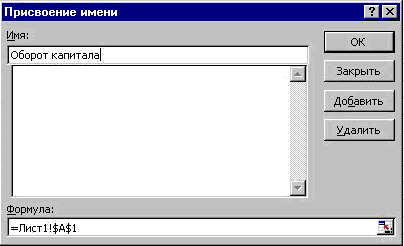 Присвоение имени
Имя:
Оборот капитала
OK
Закрыть
Добавить
Удалить
Формула:
=Лист1!$A$1